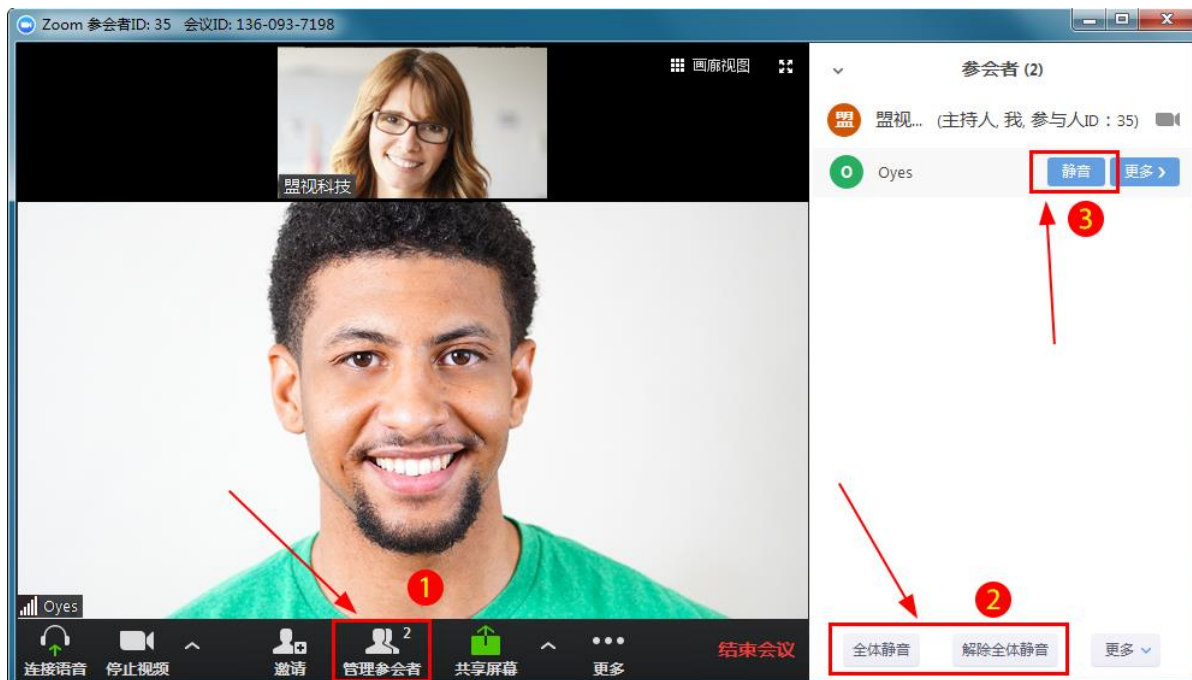 Zoom 参会者ID: 35 会议ID: 136-093-7198
画廊视图
盟视科技
Oyes
1
连接语音
停止视频
邀请
2
管理参会者
共享屏幕
更多
结束会议
参会者 (2)
盟 盟视... (主持人, 我, 参与人ID：35)
O Oyes 静音 更多
3
2
全体静音 解除全体静音 更多